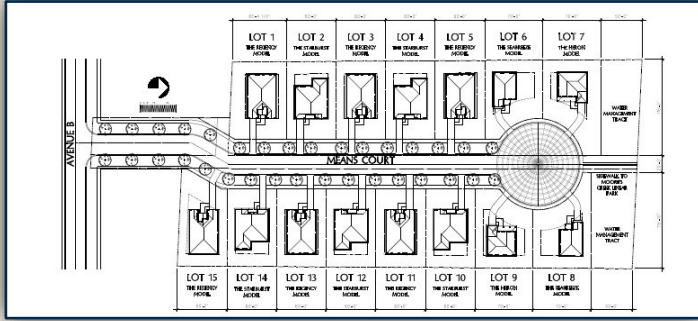 LOT 1
THE REGENCY
MODEL
LOT 2
THE STARBURST
MODEL
LOT 3
THE REGENCY
MODEL
LOT 4
THE STARBURST
MODEL
LOT 5
THE REGENCY
MODEL
LOT 6
THE SEABREEZE
MODEL
LOT 7
THE HERON
MODEL
WATER
MANAGEMENT
TRACT
AVENUE B
MEANS COURT
SIDEWALK TO
MOORE'S
CREEK LINEAR
PARK
WATER
MANAGEMENT
TRACT
LOT 15
THE REGENCY
MODEL
LOT 14
THE STARBURST
MODEL
LOT 13
THE REGENCY
MODEL
LOT 12
THE STARBURST
MODEL
LOT 11
THE REGENCY
MODEL
LOT 10
THE STARBURST
MODEL
LOT 9
THE HERON
MODEL
LOT 8
THE SEABREEZE
MODEL